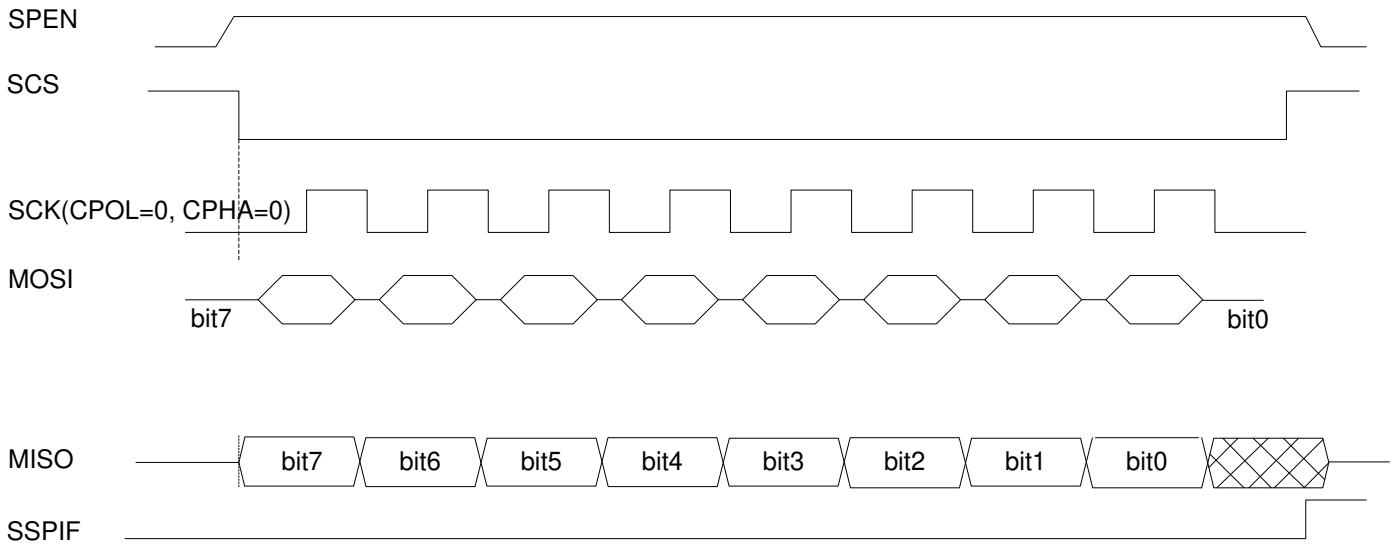 SPEN
SCS
SCK(CPOL=0, CPHA=0)
MOSI
bit7 bit0
MISO bit7 bit6 bit5 bit4 bit3 bit2 bit1 bit0
SSPIF